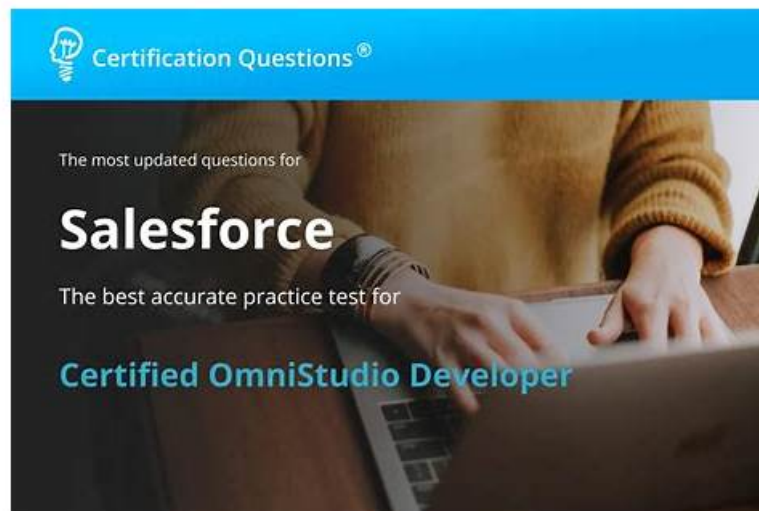 Certification Questions ®
The most updated questions for
Salesforce
The best accurate practice test for
Certified OmniStudio Developer